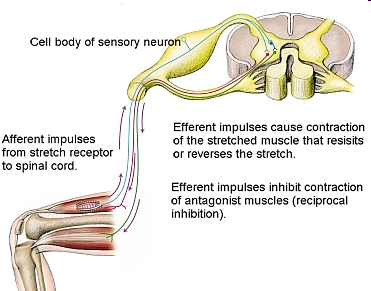 Cell body of sensory neuron
Afferent impulses
from stretch receptor
to spinal cord.
Efferent impulses cause contraction
of the stretched muscle that resisits
or reverses the stretch.
Efferent impulses inhibit contraction
of antagonist muscles (reciprocal
inhibition).